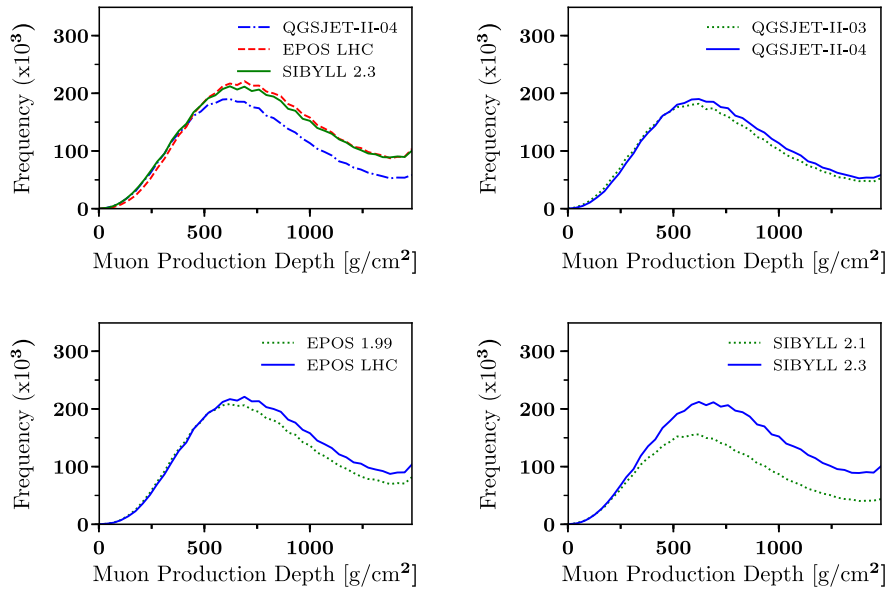 QGSJET-II-04
EPOS LHC
SIBYLL 2.3
300
200
100
0
0
500
1000
Frequency (x10³)
Muon Production Depth [g/cm²]
QGSJET-II-03
QGSJET-II-04
300
200
100
0
0
500
1000
Frequency (x10³)
Muon Production Depth [g/cm²]
EPOS 1.99
EPOS LHC
300
200
100
0
0
500
1000
Frequency (x10³)
Muon Production Depth [g/cm²]
SIBYLL 2.1
SIBYLL 2.3
300
200
100
0
0
500
1000
Frequency (x10³)
Muon Production Depth [g/cm²]